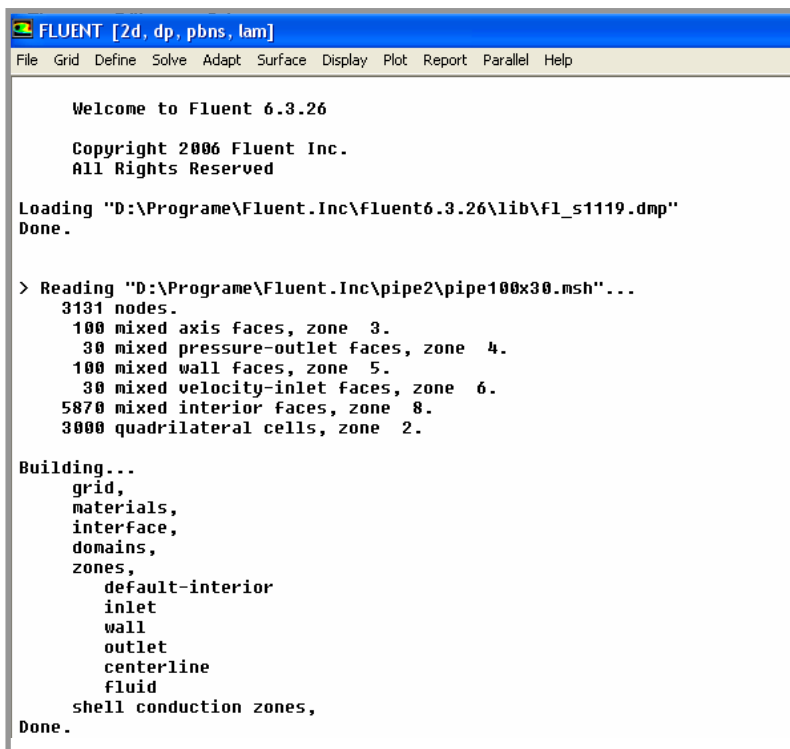 FLUENT [2d, dp, pbns, lam]
File Grid Define Solve Adapt Surface Display Plot Report Parallel Help
Welcome to Fluent 6.3.26
Copyright 2006 Fluent Inc.
All Rights Reserved
Loading "D:\Programe\Fluent.Inc\fluent6.3.26\lib\fl_s1119.dmp"
Done.
> Reading "D:\Programe\Fluent.Inc\pipe2\pipe100x30.msh"...
3131 nodes.
100 mixed axis faces, zone 3.
30 mixed pressure-outlet faces, zone 4.
100 mixed wall faces, zone 5.
30 mixed velocity-inlet faces, zone 6.
5870 mixed interior faces, zone 8.
3000 quadrilateral cells, zone 2.
Building...
grid,
materials,
interface,
domains,
zones,
default-interior
inlet
wall
outlet
centerline
fluid
shell conduction zones,
Done.